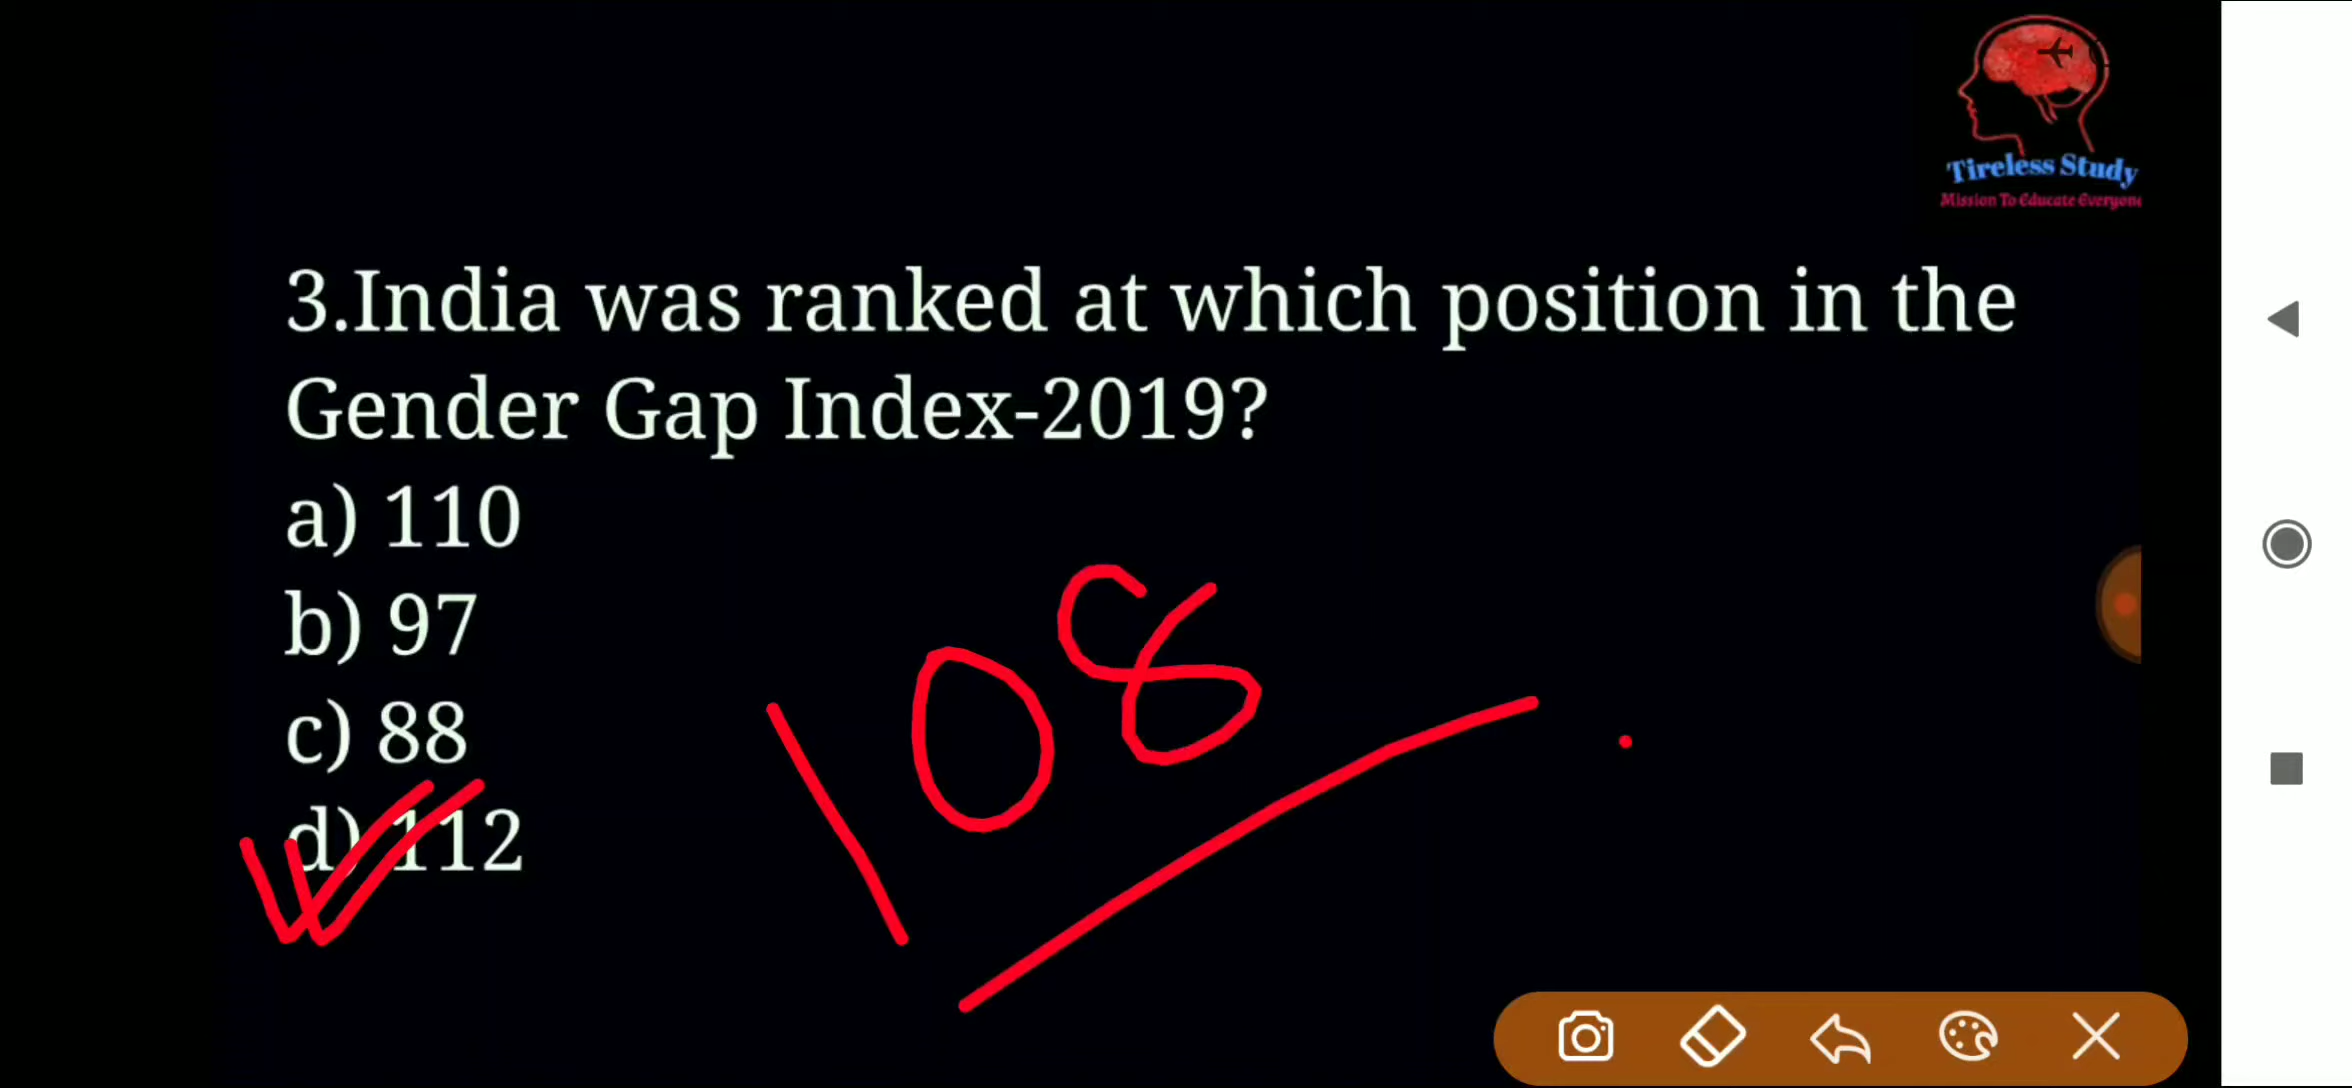 Tireless Study
Mission To Educate Everyone
3.India was ranked at which position in the
Gender Gap Index-2019?
a) 110
b) 97
c) 88
d) 112
108